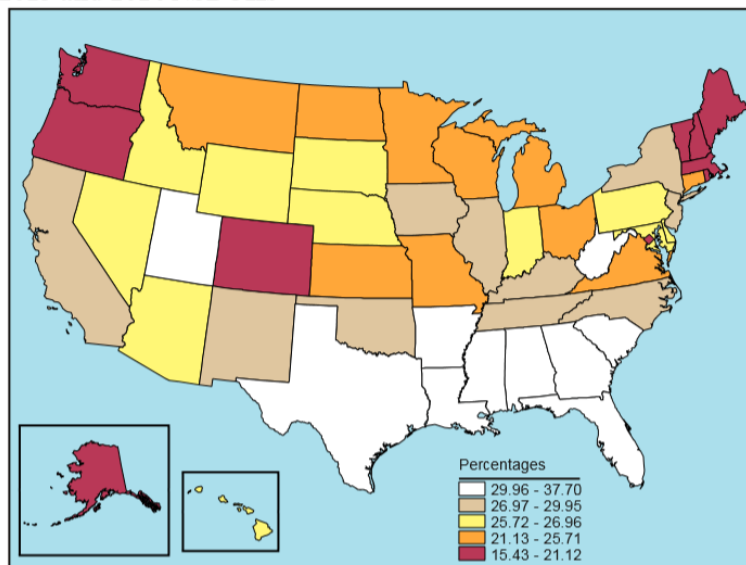 Percentages
29.96 - 37.70
26.97 - 29.95
25.72 - 26.96
21.13 - 25.71
15.43 - 21.12